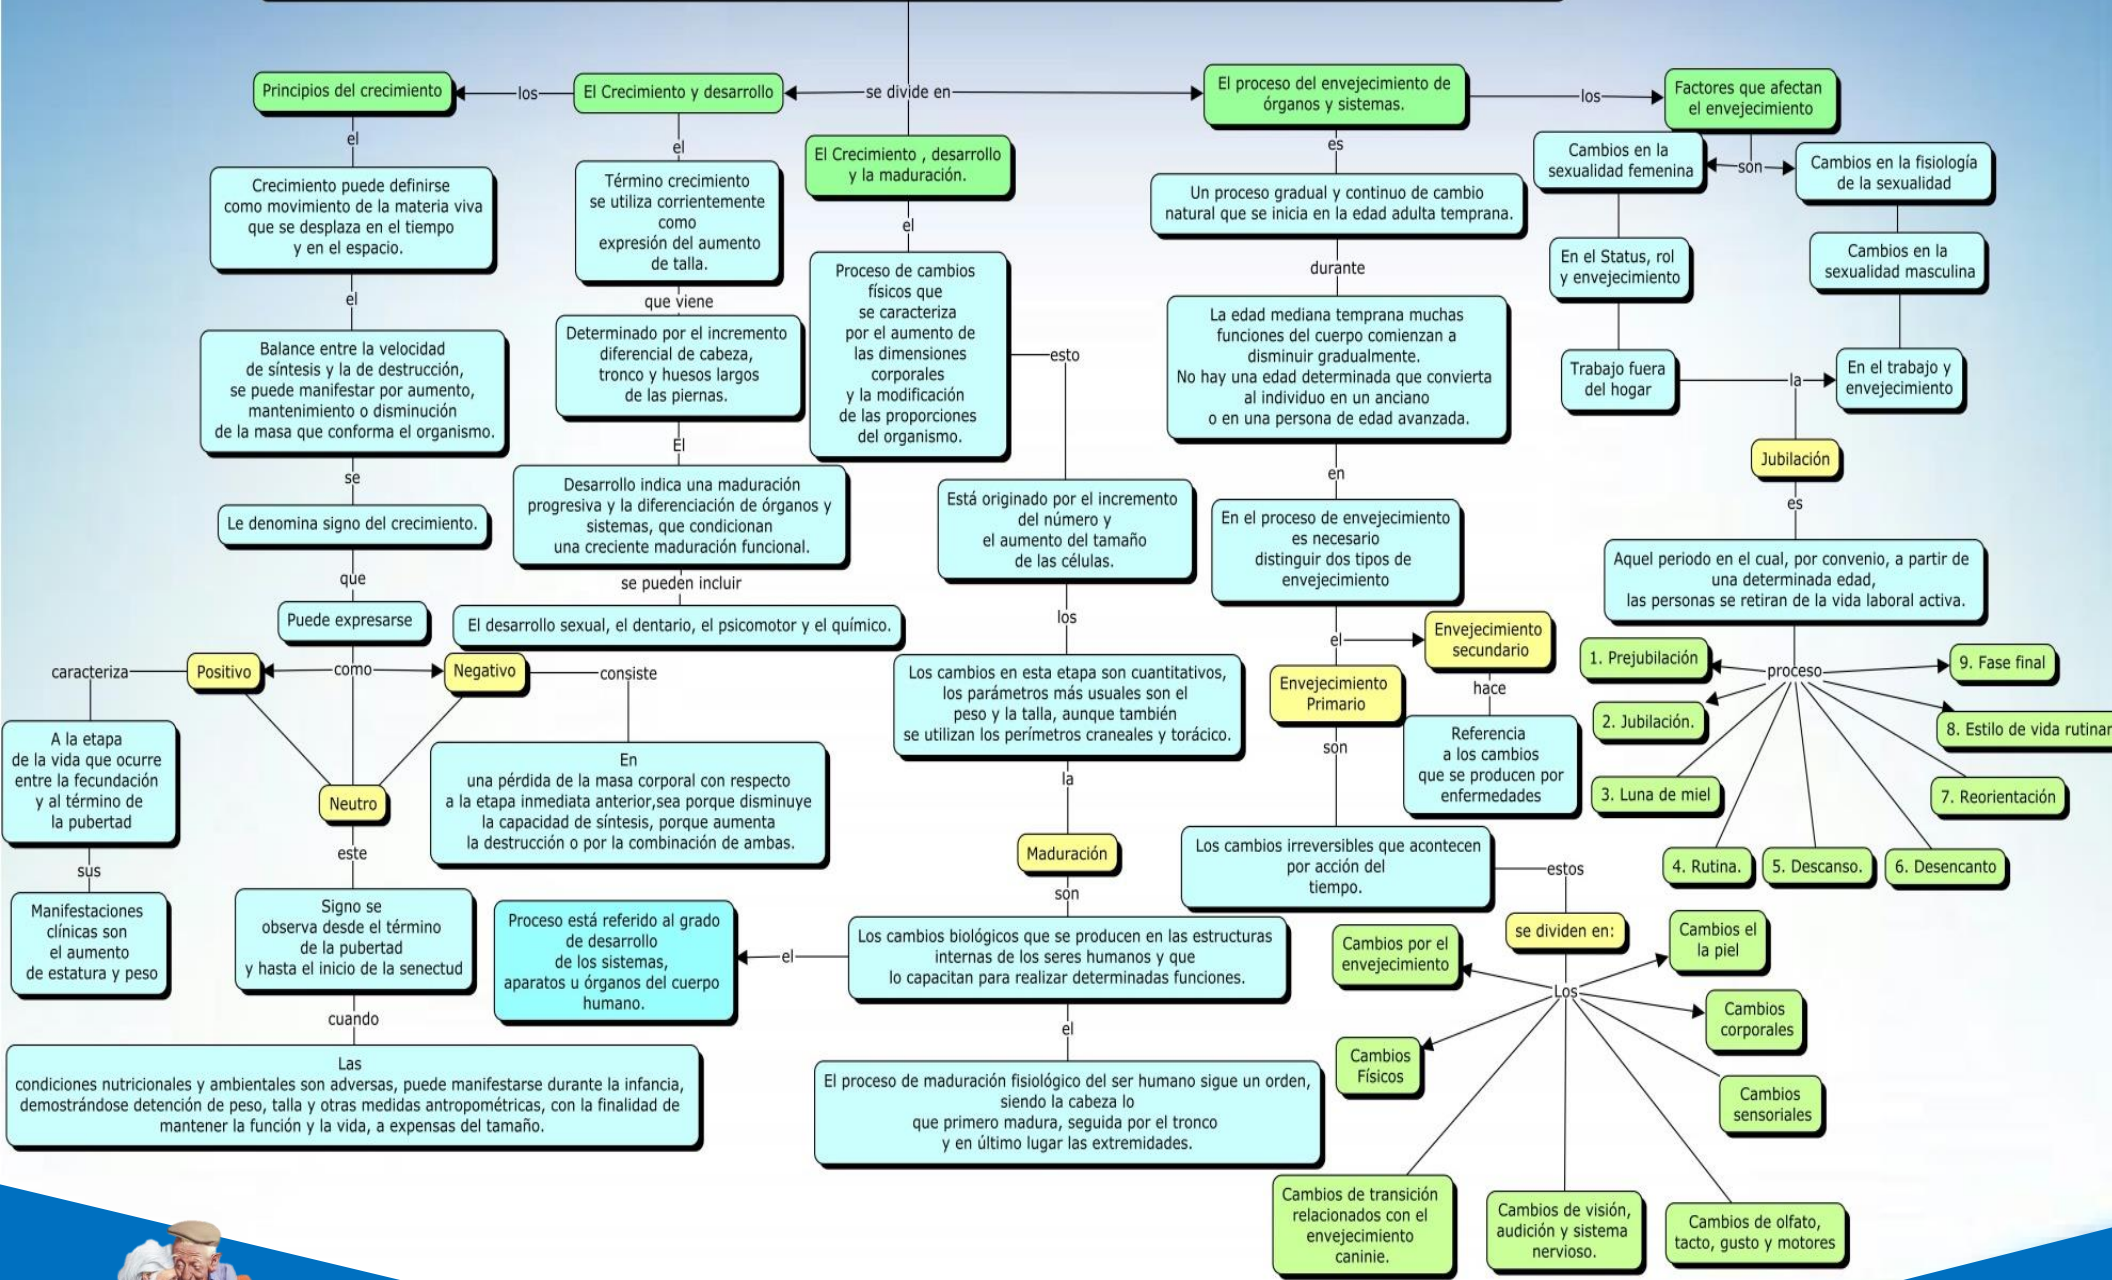 Principios del crecimiento
los
El Crecimiento y desarrollo
se divide en
El proceso del envejecimiento de
órganos y sistemas.
los
Factores que afectan
el envejecimiento
el
Crecimiento puede definirse
como movimiento de la materia viva
que se desplaza en el tiempo
y en el espacio.
el
Balance entre la velocidad
de síntesis y la de destrucción,
se puede manifestar por aumento,
mantenimiento o disminución
de la masa que conforma el organismo.
se
Le denomina signo del crecimiento.
que
Puede expresarse
como
Positivo
Negativo
Neutro
caracteriza
A la etapa
de la vida que ocurre
entre la fecundación
y al término de
la pubertad
sus
Manifestaciones
clínicas son
el aumento
de estatura y peso
este
Signo se
observa desde el término
de la pubertad
y hasta el inicio de la senectud
cuando
Las
condiciones nutricionales y ambientales son adversas, puede manifestarse durante la infancia,
demostrándose detención de peso, talla y otras medidas antropométricas, con la finalidad de
mantener la función y la vida, a expensas del tamaño.
consiste
En
una pérdida de la masa corporal con respecto
a la etapa inmediata anterior,sea porque disminuye
la capacidad de síntesis, porque aumenta
la destrucción o por la combinación de ambas.
el
Término crecimiento
se utiliza corrientemente
como
expresión del aumento
de talla.
que viene
Determinado por el incremento
diferencial de cabeza,
tronco y huesos largos
de las piernas.
El
Desarrollo indica una maduración
progresiva y la diferenciación de órganos y
sistemas, que condicionan
una creciente maduración funcional.
se pueden incluir
El desarrollo sexual, el dentario, el psicomotor y el químico.
El Crecimiento , desarrollo
y la maduración.
el
Proceso de cambios
físicos que
se caracteriza
por el aumento de
las dimensiones
corporales
y la modificación
de las proporciones
del organismo.
esto
Está originado por el incremento
del número y
el aumento del tamaño
de las células.
los
Los cambios en esta etapa son cuantitativos,
los parámetros más usuales son el
peso y la talla, aunque también
se utilizan los perímetros craneales y torácico.
la
Maduración
son
Los cambios biológicos que se producen en las estructuras
internas de los seres humanos y que
lo capacitan para realizar determinadas funciones.
el
Proceso está referido al grado
de desarrollo
de los sistemas,
aparatos u órganos del cuerpo
humano.
el
El proceso de maduración fisiológico del ser humano sigue un orden,
siendo la cabeza lo
que primero madura, seguida por el tronco
y en último lugar las extremidades.
es
Un proceso gradual y continuo de cambio
natural que se inicia en la edad adulta temprana.
durante
La edad mediana temprana muchas
funciones del cuerpo comienzan a
disminuir gradualmente.
No hay una edad determinada que convierta
al individuo en un anciano
o en una persona de edad avanzada.
en
En el proceso de envejecimiento
es necesario
distinguir dos tipos de
envejecimiento
el
Envejecimiento
secundario
hace
Referencia
a los cambios
que se producen por
enfermedades
Envejecimiento
Primario
son
Los cambios irreversibles que acontecen
por acción del
tiempo.
estos
se dividen en:
Los
Cambios por el
envejecimiento
Cambios el
la piel
Cambios
corporales
Cambios
Físicos
Cambios
sensoriales
Cambios de transición
relacionados con el
envejecimiento
caninie.
Cambios de visión,
audición y sistema
nervioso.
Cambios de olfato,
tacto, gusto y motores
son
Cambios en la
sexualidad femenina
Cambios en la fisiología
de la sexualidad
En el Status, rol
y envejecimiento
Cambios en la
sexualidad masculina
Trabajo fuera
del hogar
la
En el trabajo y
envejecimiento
Jubilación
es
Aquel periodo en el cual, por convenio, a partir de
una determinada edad,
las personas se retiran de la vida laboral activa.
proceso
1. Prejubilación
2. Jubilación.
3. Luna de miel
4. Rutina.
5. Descanso.
6. Desencanto
7. Reorientación
8. Estilo de vida rutinar
9. Fase final